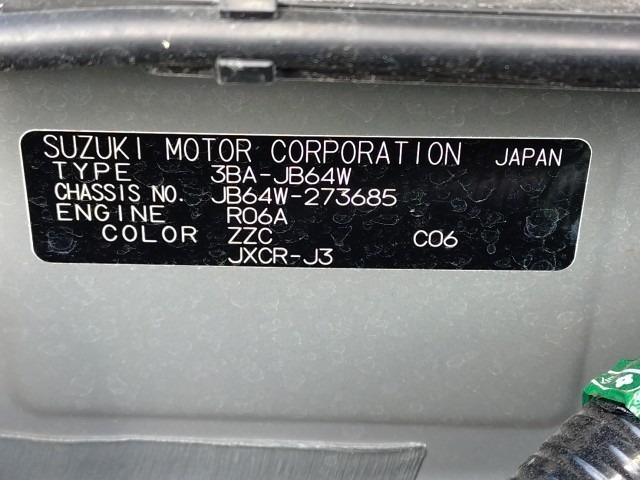 SUZUKI MOTOR CORPORATION JAPAN
TYPE 3BA-JB64W
CHASSIS NO. JB64W-273685
ENGINE R06A
COLOR ZZC C06
JXCR-J3